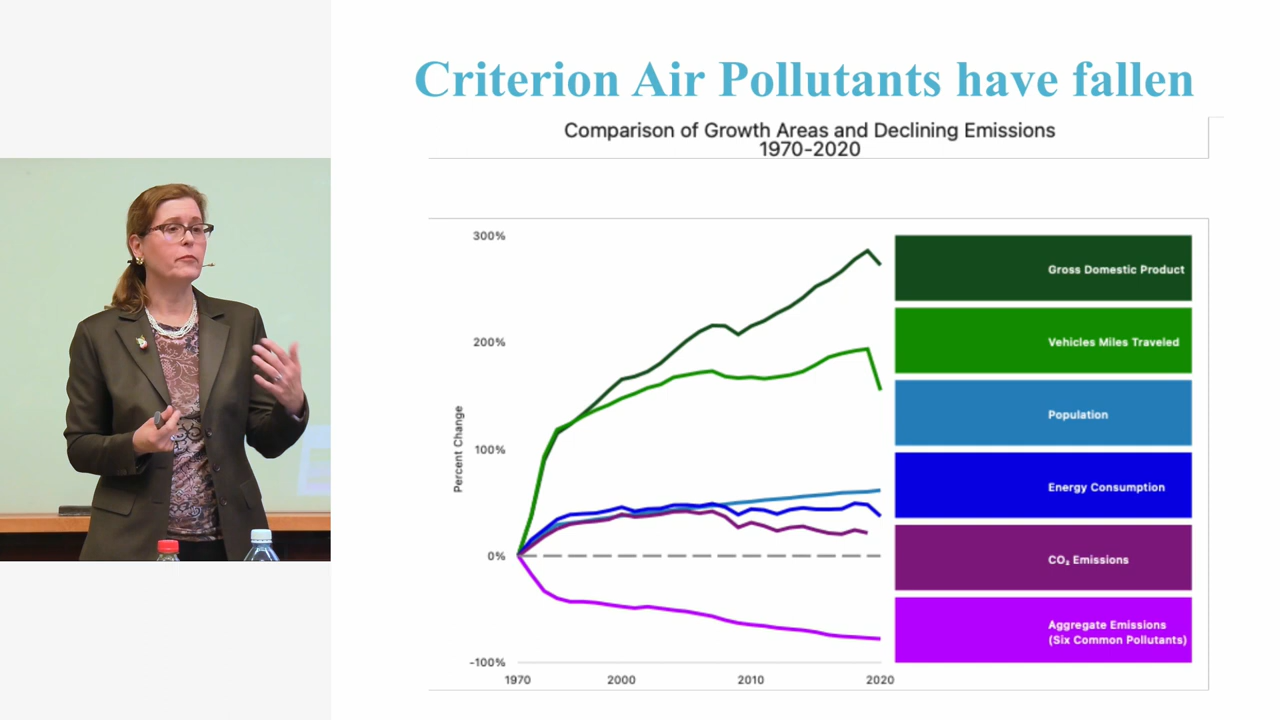 Criterion Air Pollutants have fallen
Comparison of Growth Areas and Declining Emissions
1970-2020
300%
200%
100%
0%
-100%
Percent Change
1970
2000
2010
2020
Gross Domestic Product
Vehicles Miles Traveled
Population
Energy Consumption
CO₂ Emissions
Aggregate Emissions
(Six Common Pollutants)